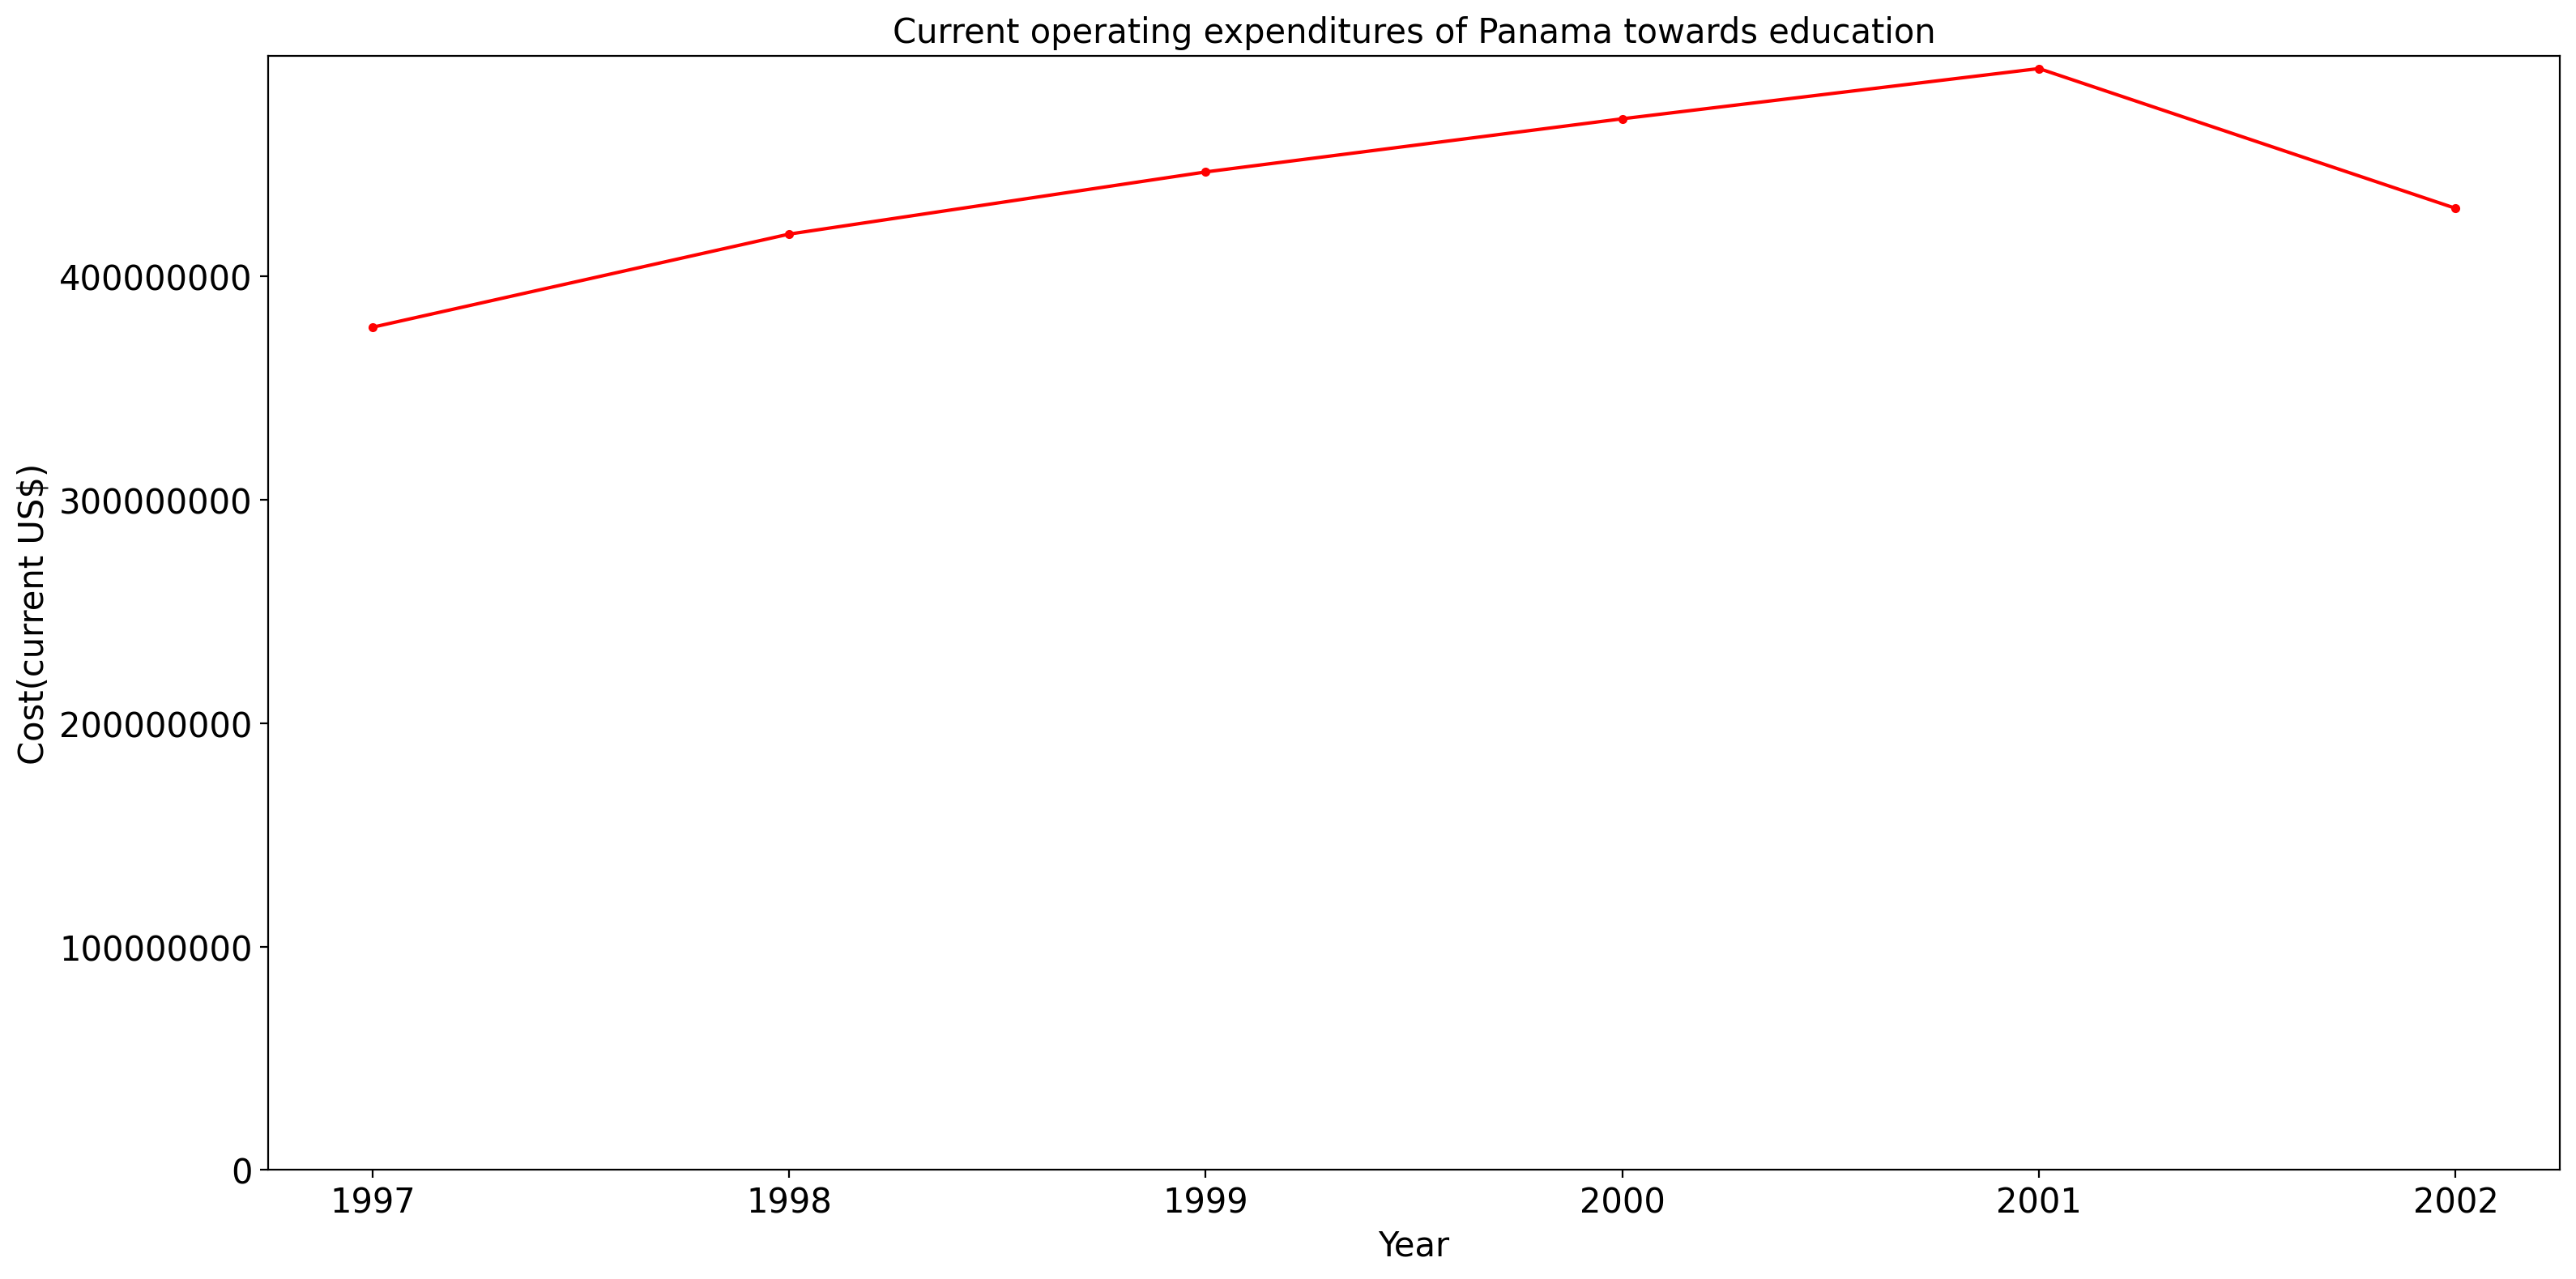 Current operating expenditures of Panama towards education
Cost(current US$)
400000000
300000000
200000000
100000000
0
1997 1998 1999 2000 2001 2002
Year